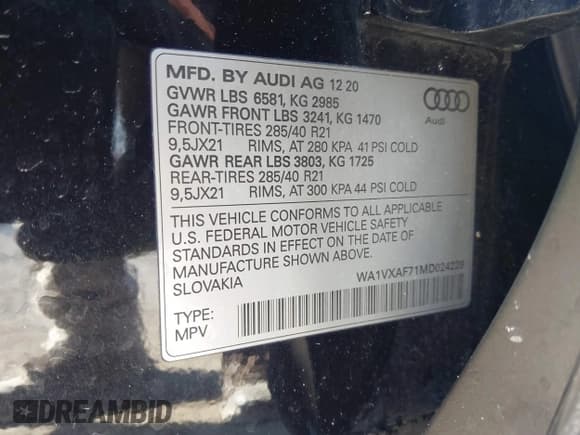 MFD. BY AUDI AG 12 20
GVWR LBS 6581, KG 2985
GAWR FRONT LBS 3241, KG 1470
FRONT-TIRES 285/40 R21
9,5JX21 RIMS, AT 280 KPA 41 PSI COLD
GAWR REAR LBS 3803, KG 1725
REAR-TIRES 285/40 R21
9,5JX21 RIMS, AT 300 KPA 44 PSI COLD
Audi
THIS VEHICLE CONFORMS TO ALL APPLICABLE
U.S. FEDERAL MOTOR VEHICLE SAFETY
STANDARDS IN EFFECT ON THE DATE OF
MANUFACTURE SHOWN ABOVE.
SLOVAKIA
WA1VXAF71MD024228
TYPE:
MPV
DREAMBID